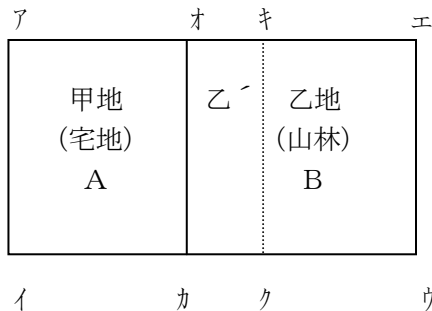 ア オ キ エ
甲地 乙´ 乙地
(宅地) (山林)
A B
イ カ ク ウ